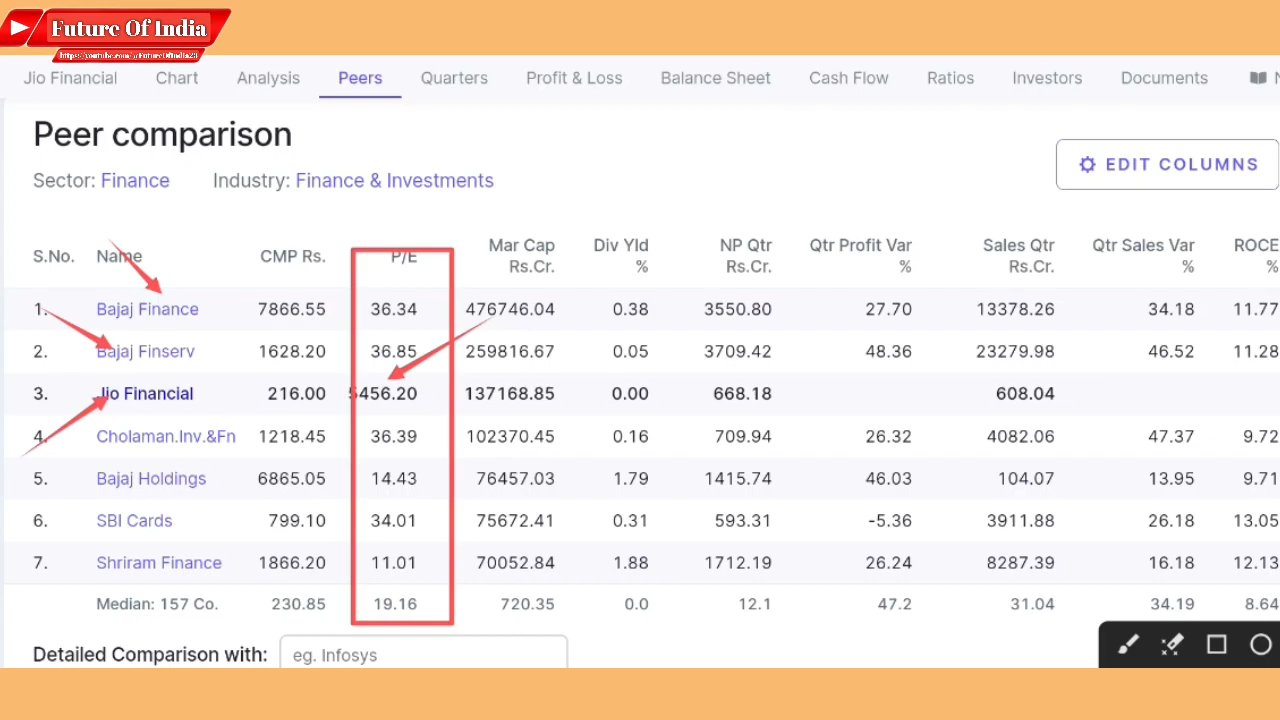 Future Of India
https://youtube.com/@FutureOfIndia24
Jio Financial Chart Analysis Peers Quarters Profit & Loss Balance Sheet Cash Flow Ratios Investors Documents
Peer comparison
EDIT COLUMNS
Sector: Finance Industry: Finance & Investments
S.No. Name CMP Rs. P/E Mar Cap Rs.Cr. Div Yld % NP Qtr Rs.Cr. Qtr Profit Var % Sales Qtr Rs.Cr. Qtr Sales Var % ROCE %
1. Bajaj Finance 7866.55 36.34 476746.04 0.38 3550.80 27.70 13378.26 34.18 11.77
2. Bajaj Finserv 1628.20 36.85 259816.67 0.05 3709.42 48.36 23279.98 46.52 11.28
3. Jio Financial 216.00 5456.20 137168.85 0.00 668.18 608.04
4. Cholaman.Inv.&Fn 1218.45 36.39 102370.45 0.16 709.94 26.32 4082.06 47.37 9.72
5. Bajaj Holdings 6865.05 14.43 76457.03 1.79 1415.74 46.03 104.07 13.95 9.71
6. SBI Cards 799.10 34.01 75672.41 0.31 593.31 -5.36 3911.88 26.18 13.05
7. Shriram Finance 1866.20 11.01 70052.84 1.88 1712.19 26.24 8287.39 16.18 12.13
Median: 157 Co. 230.85 19.16 720.35 0.0 12.1 47.2 31.04 34.19 8.64
Detailed Comparison with: eg. Infosys